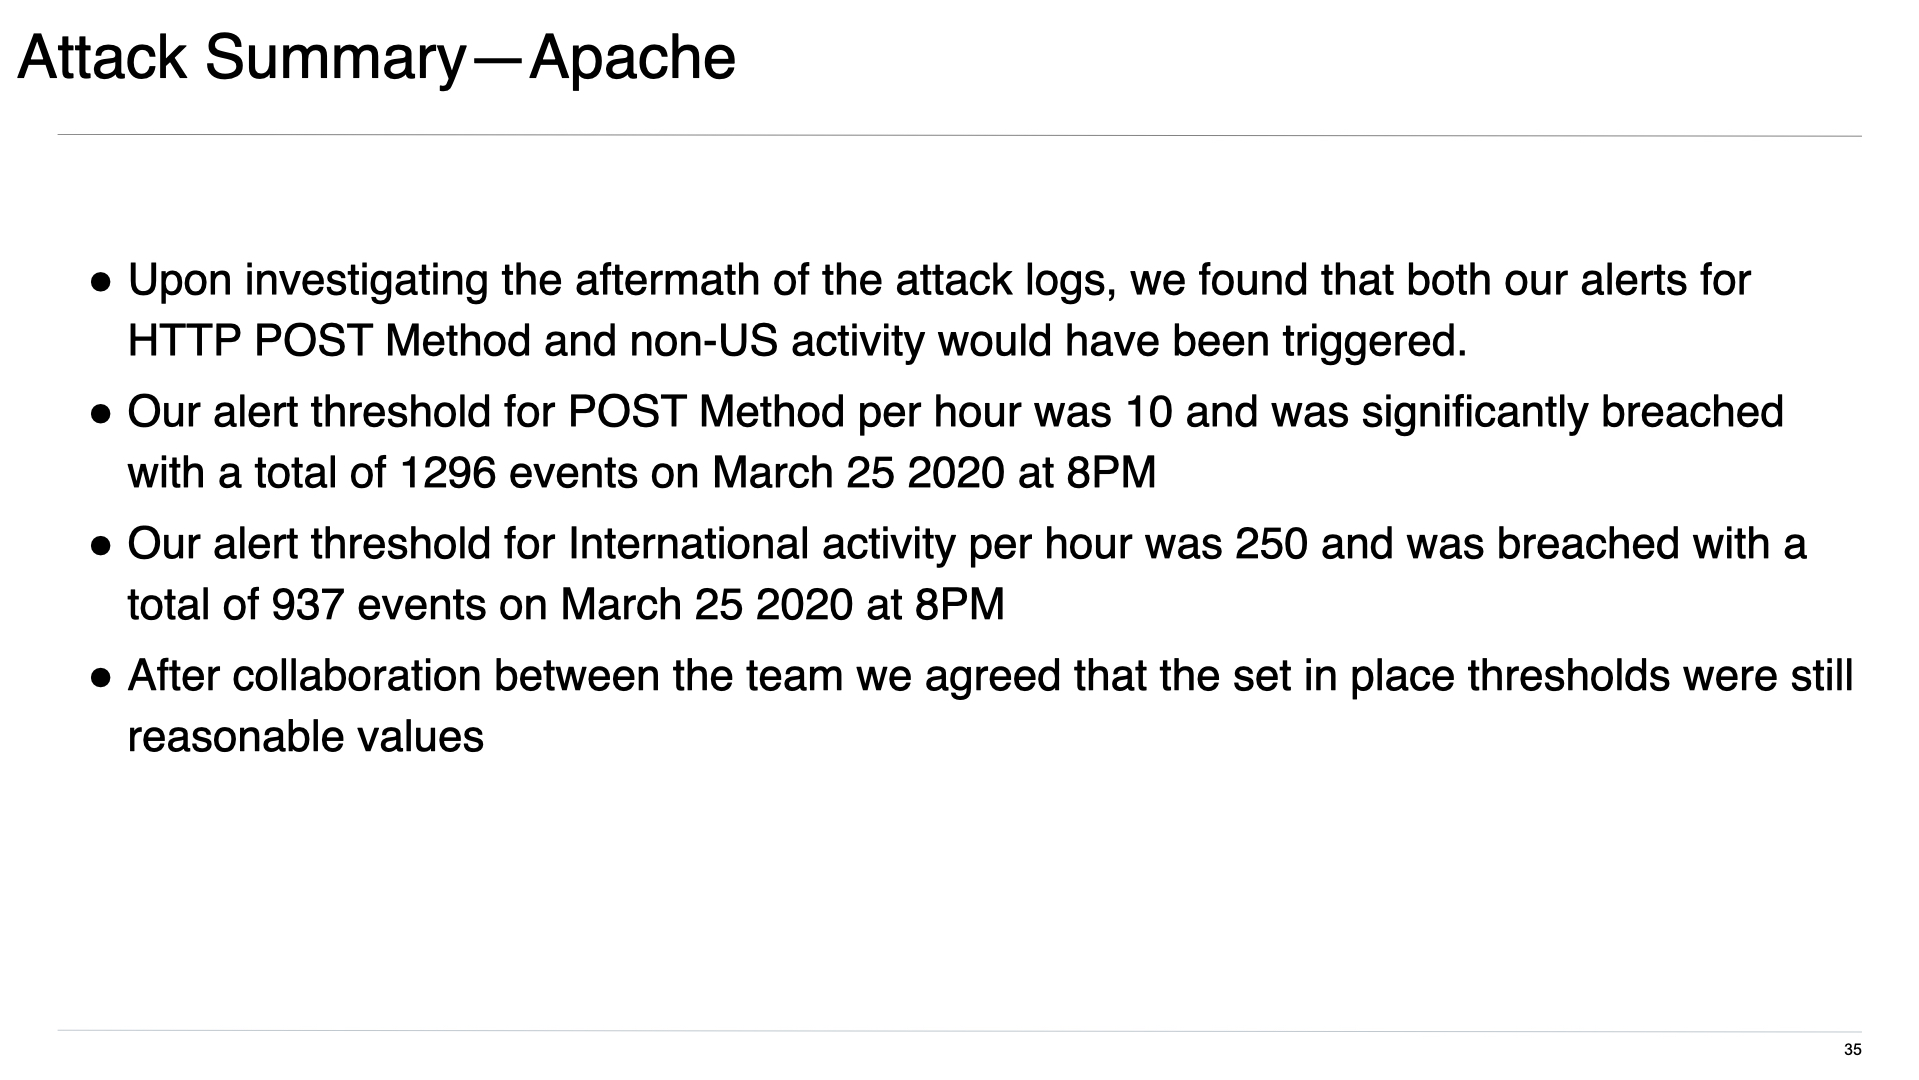 Attack Summary—Apache
● Upon investigating the aftermath of the attack logs, we found that both our alerts for
HTTP POST Method and non-US activity would have been triggered.
● Our alert threshold for POST Method per hour was 10 and was significantly breached
with a total of 1296 events on March 25 2020 at 8PM
● Our alert threshold for International activity per hour was 250 and was breached with a
total of 937 events on March 25 2020 at 8PM
● After collaboration between the team we agreed that the set in place thresholds were still
reasonable values
35